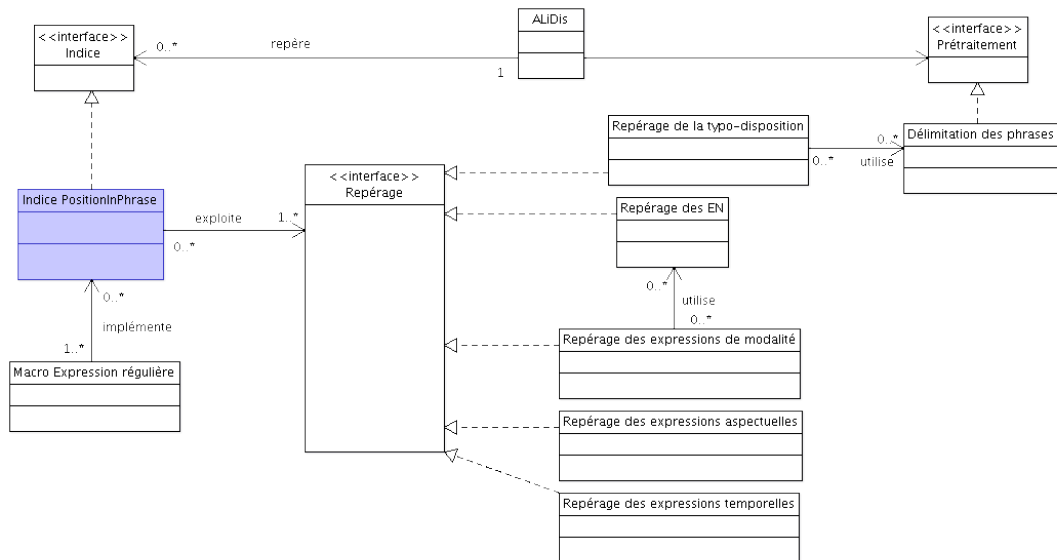 <<interface>>
Indice
0..*
repère
1
ALiDis
<<interface>>
Prétraitement
Repérage de la typo-disposition
0..*
0..*
utilise
Délimitation des phrases
<<interface>>
Repérage
Indice PositionInPhrase
exploite
0..*
1..*
Repérage des EN
0..*
utilise
0..*
0..*
implémente
1..*
Macro Expression régulière
Repérage des expressions de modalité
Repérage des expressions aspectuelles
Repérage des expressions temporelles